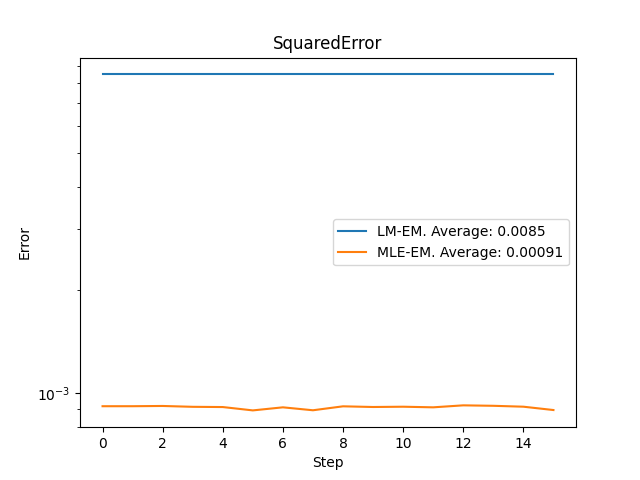 SquaredError
Error
10⁻³
LM-EM. Average: 0.0085
MLE-EM. Average: 0.00091
0 2 4 6 8 10 12 14
Step